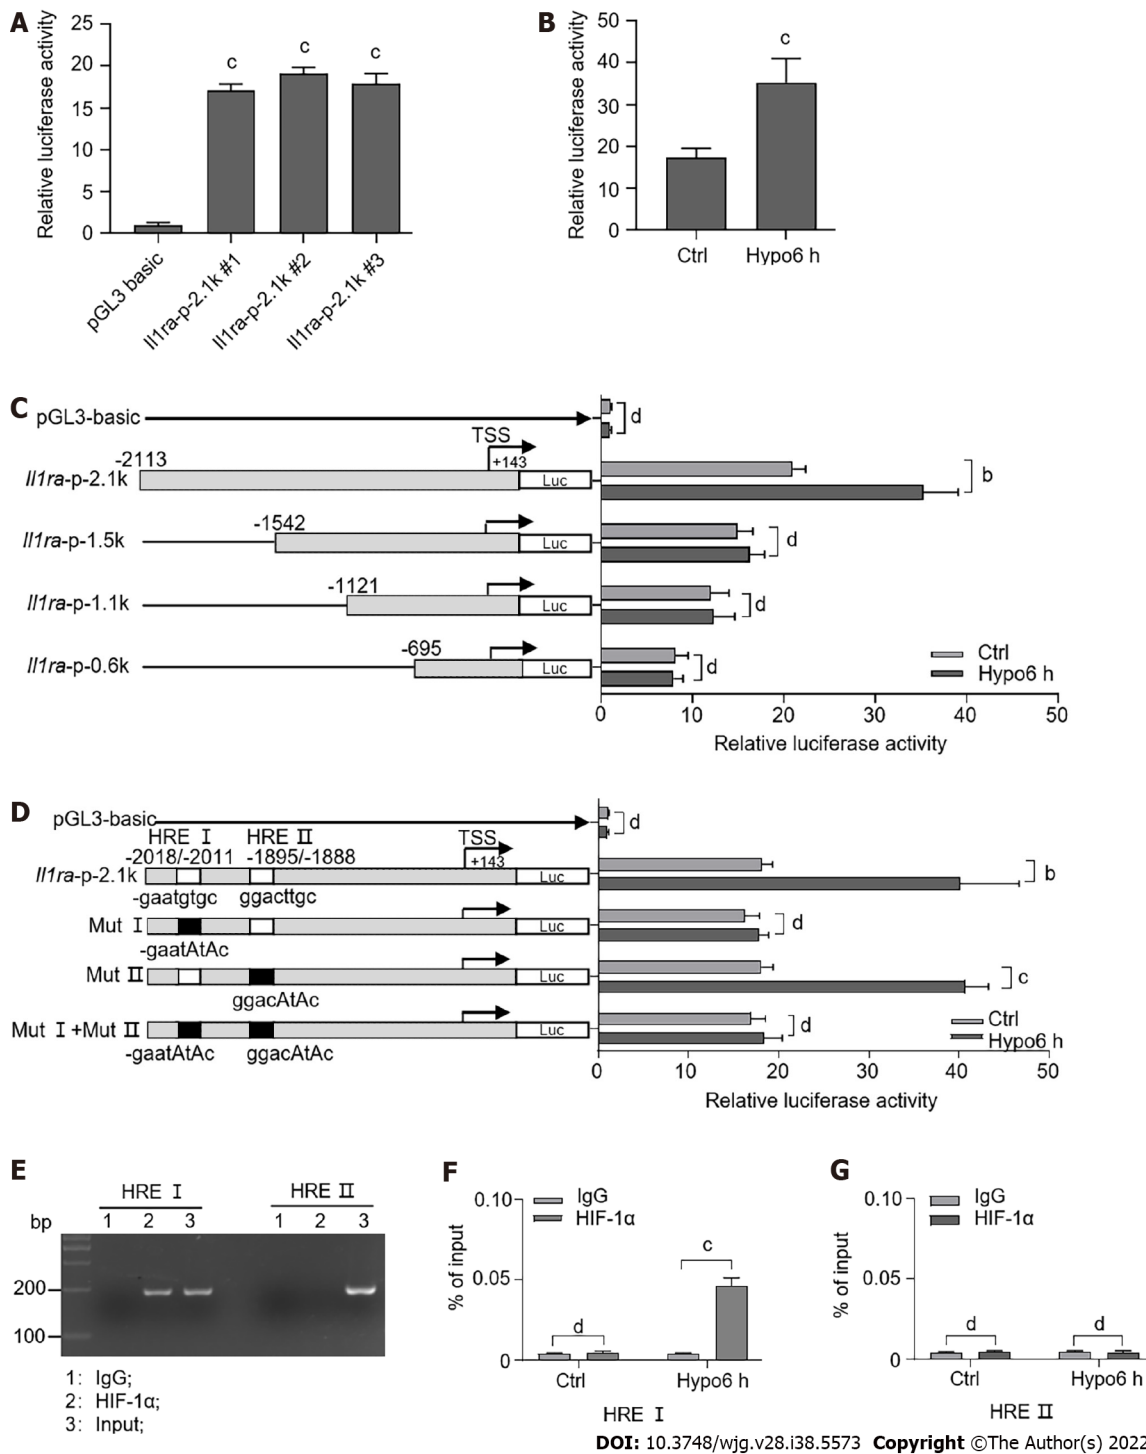 A
Relative luciferase activity
25
20
15
10
5
0
c
c
c
pGL3 basic
Il1ra-p-2.1k #1
Il1ra-p-2.1k #2
Il1ra-p-2.1k #3
B
Relative luciferase activity
50
40
30
20
10
0
c
Ctrl
Hypo6 h
C
pGL3-basic
d
TSS
-2113
+143
Il1ra-p-2.1k
Luc
b
-1542
Il1ra-p-1.5k
Luc
d
-1121
Il1ra-p-1.1k
Luc
d
-695
Il1ra-p-0.6k
Luc
d
Ctrl
Hypo6 h
0 10 20 30 40 50
Relative luciferase activity
D
pGL3-basic
d
HRE Ⅰ HRE Ⅱ TSS
-2018/-2011 -1895/-1888 +143
Il1ra-p-2.1k
Luc
b
-gaatgtgc ggacttgc
Mut Ⅰ
Luc
d
-gaatAtAc
Mut Ⅱ
Luc
c
ggacAtAc
Mut Ⅰ +Mut Ⅱ
Luc
d
-gaatAtAc ggacAtAc
Ctrl
Hypo6 h
0 10 20 30 40 50
Relative luciferase activity
E
HRE Ⅰ HRE Ⅱ
bp 1 2 3 1 2 3
200
100
1: IgG;
2: HIF-1α;
3: Input;
F
% of input
0.10
0.05
0
IgG
HIF-1α
d
c
Ctrl Hypo6 h
HRE Ⅰ
G
% of input
0.10
0.05
0
IgG
HIF-1α
d
d
Ctrl Hypo6 h
HRE Ⅱ
DOI: 10.3748/wjg.v28.i38.5573 Copyright ©The Author(s) 2022